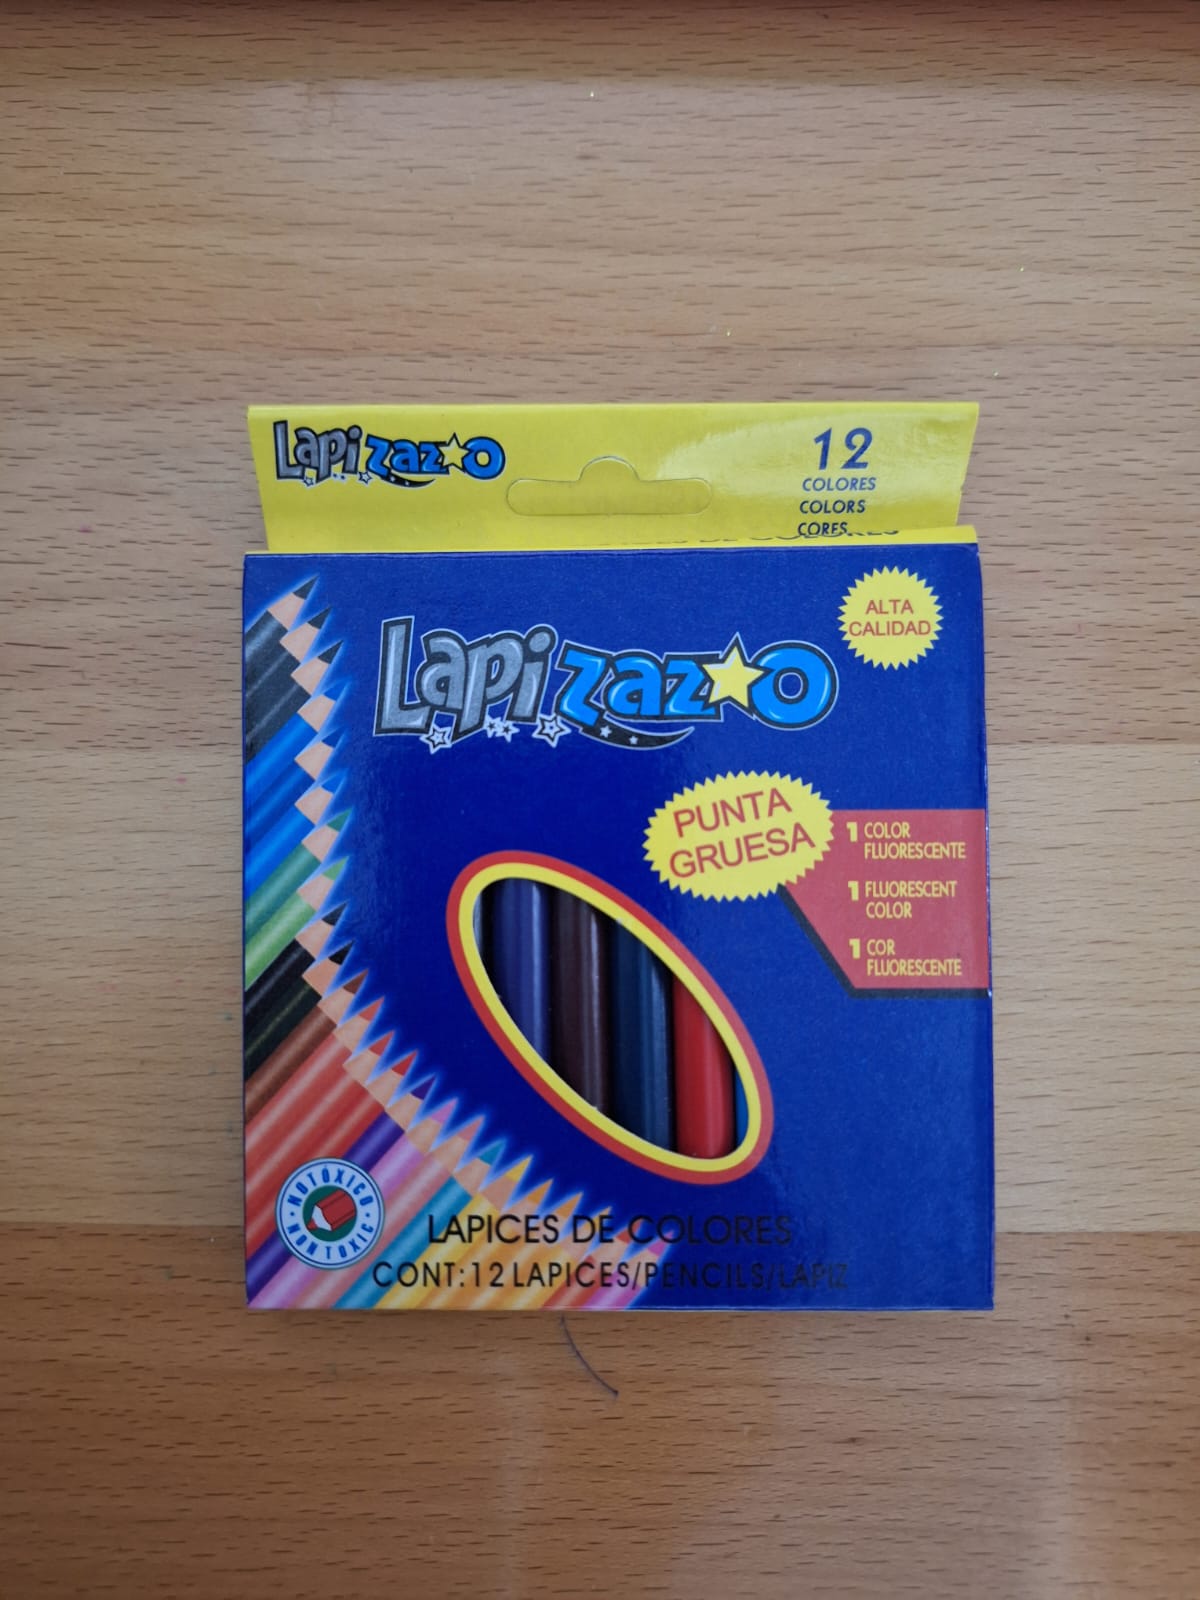 Lapizazo
12
COLORES
COLORS
CORES
ALTA
CALIDAD
Lapizazo
PUNTA
GRUESA
1 COLOR
FLUORESCENTE
1 FLUORESCENT
COLOR
1 COR
FLUORESCENTE
NO TÓXICO
NON TOXIC
LAPICES DE COLORES
CONT:12 LAPICES/PENCILS/LAPIZ